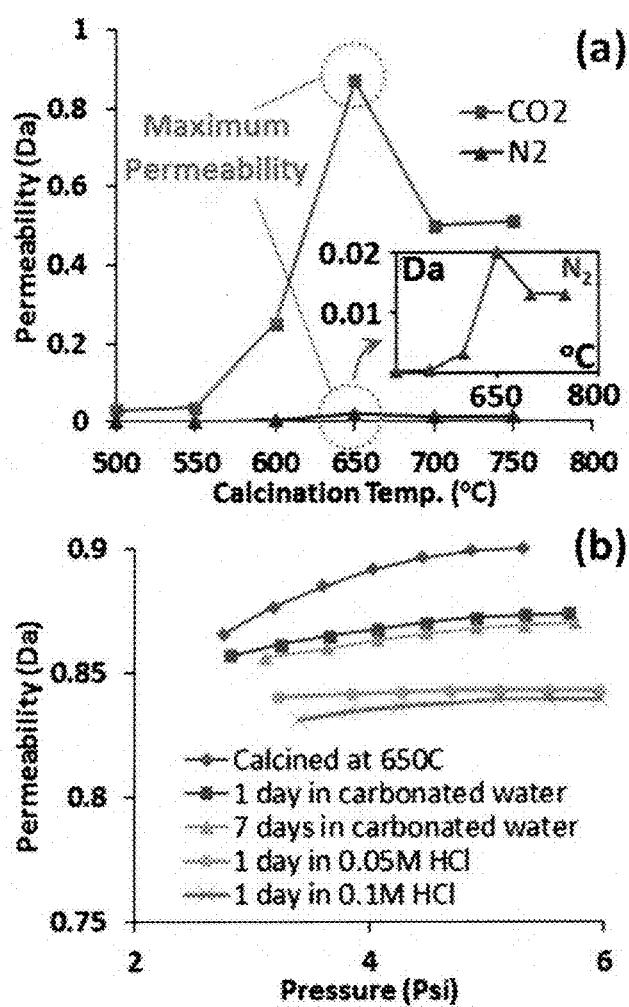 1
(a)
0.8
0.6
0.4
0.2
0
Permeability (Da)
CO2
N2
Maximum
Permeability
0.02
0.01
Da
N₂
°C
650
800
500
550
600
650
700
750
800
Calcination Temp. (°C)
(b)
0.9
0.85
0.8
0.75
Permeability (Da)
Calcined at 650C
1 day in carbonated water
7 days in carbonated water
1 day in 0.05M HCl
1 day in 0.1M HCl
2
4
6
Pressure (Psi)